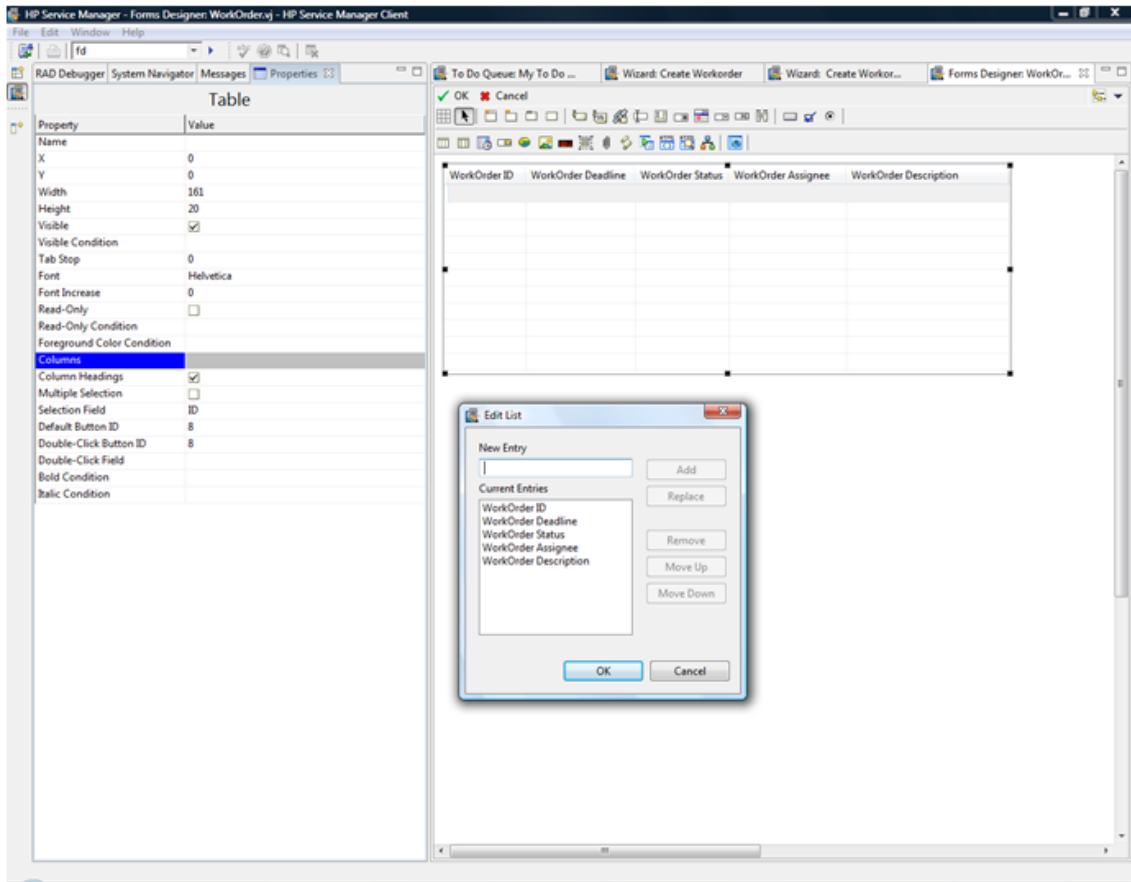 HP Service Manager - Forms Designer: WorkOrder.vj - HP Service Manager Client
File Edit Window Help
fd
RAD Debugger System Navigator Messages Properties
Table
Property Value
Name
X 0
Y 0
Width 161
Height 20
Visible
Visible Condition
Tab Stop 0
Font Helvetica
Font Increase 0
Read-Only
Read-Only Condition
Foreground Color Condition
Columns
Column Headings
Multiple Selection
Selection Field ID
Default Button ID 8
Double-Click Button ID 8
Double-Click Field
Bold Condition
Italic Condition
To Do Queue: My To Do ... Wizard: Create Workorder Wizard: Create Workor... Forms Designer: WorkOr...
OK Cancel
WorkOrder ID WorkOrder Deadline WorkOrder Status WorkOrder Assignee WorkOrder Description
Edit List
New Entry
Add
Current Entries
Replace
WorkOrder ID
WorkOrder Deadline
WorkOrder Status
WorkOrder Assignee
WorkOrder Description
Remove
Move Up
Move Down
OK Cancel